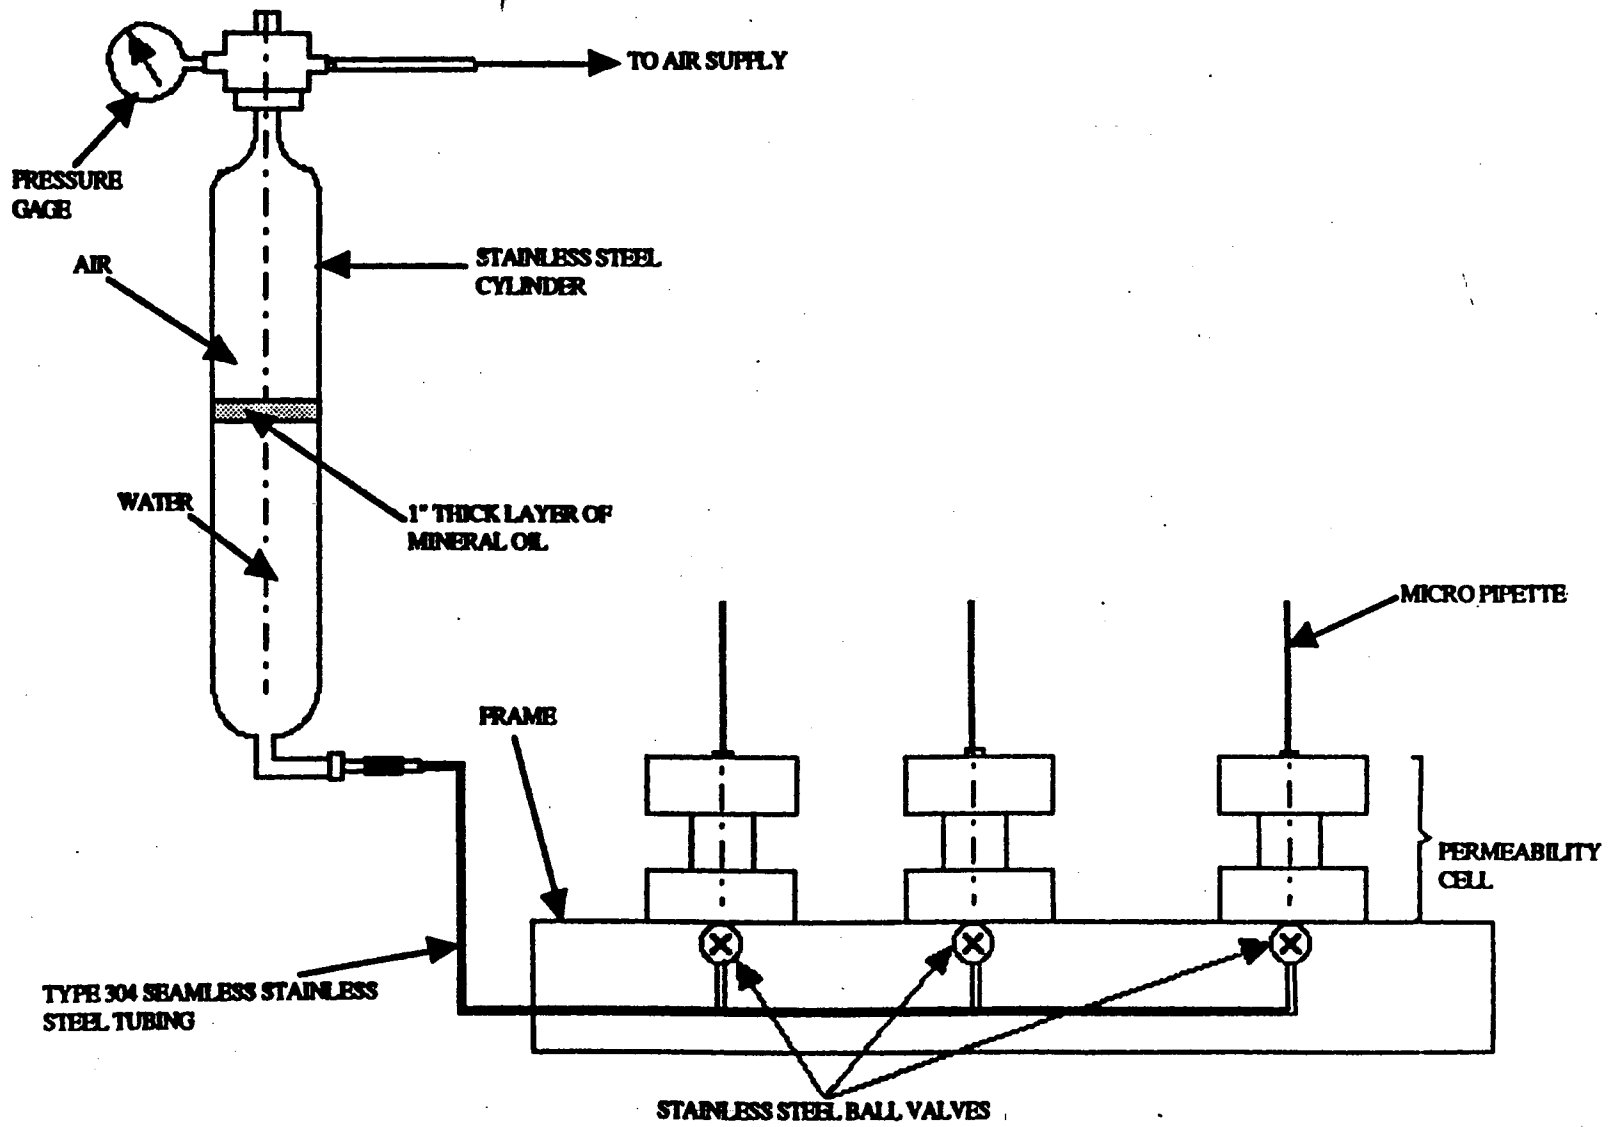 TO AIR SUPPLY
PRESSURE
GAGE
AIR
STAINLESS STEEL
CYLINDER
WATER
1" THICK LAYER OF
MINERAL OIL
MICRO PIPETTE
FRAME
PERMEABILITY
CELL
TYPE 304 SEAMLESS STAINLESS
STEEL TUBING
STAINLESS STEEL BALL VALVES